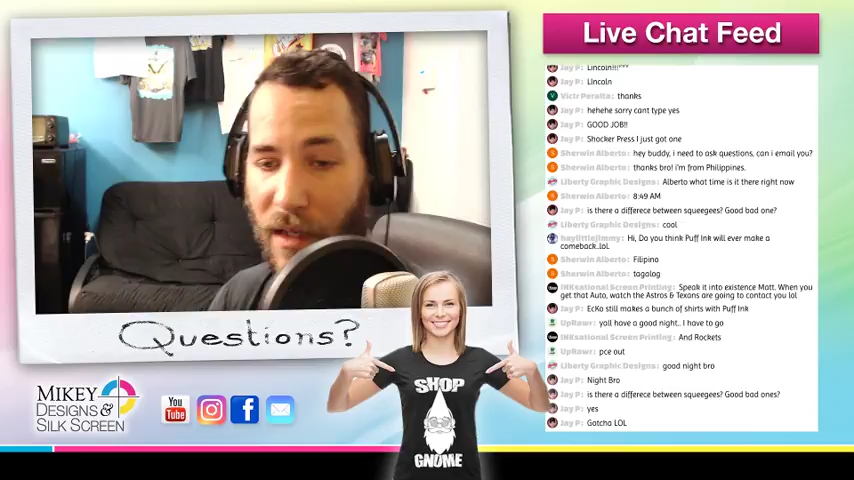 Live Chat Feed
Jay P: Lincoln!!!
Jay P: LIncoln
Victr Peralta: thanks
Jay P: hehehe sorry cant type yes
Jay P: GOOD JOB!!
Jay P: Shocker Press I just got one
Sherwin Alberto: hey buddy, i need to ask questions, can i email you?
Sherwin Alberto: thanks bro! i'm from Philippines.
Liberty Graphic Designs: Alberto what time is it there right now
Sherwin Alberto: 8:49 AM
Jay P: is there a differece between squeegees? Good bad one?
Liberty Graphic Designs: cool
haylittlejimmy: Hi, Do you think Puff Ink will ever make a
comeback..lol
Sherwin Alberto: Filipino
Sherwin Alberto: tagalog
INKsational Screen Printing: Speak it into existence Matt. When you
get that Auto, watch the Astros & Texans are going to contact you lol
Jay P: EcKo still makes a bunch of shirts with Puff Ink
UpRawr: yall have a good night.. I have to go
INKsational Screen Printing: And Rockets
UpRawr: pce out
Liberty Graphic Designs: good night bro
Jay P: Night Bro
Jay P: is there a differece between squeegees? Good bad ones?
Jay P: yes
Jay P: Gotcha LOL
Questions?
MIKEY
DESIGNS &
SILK SCREEN
You
Tube
SHOP
GNOME